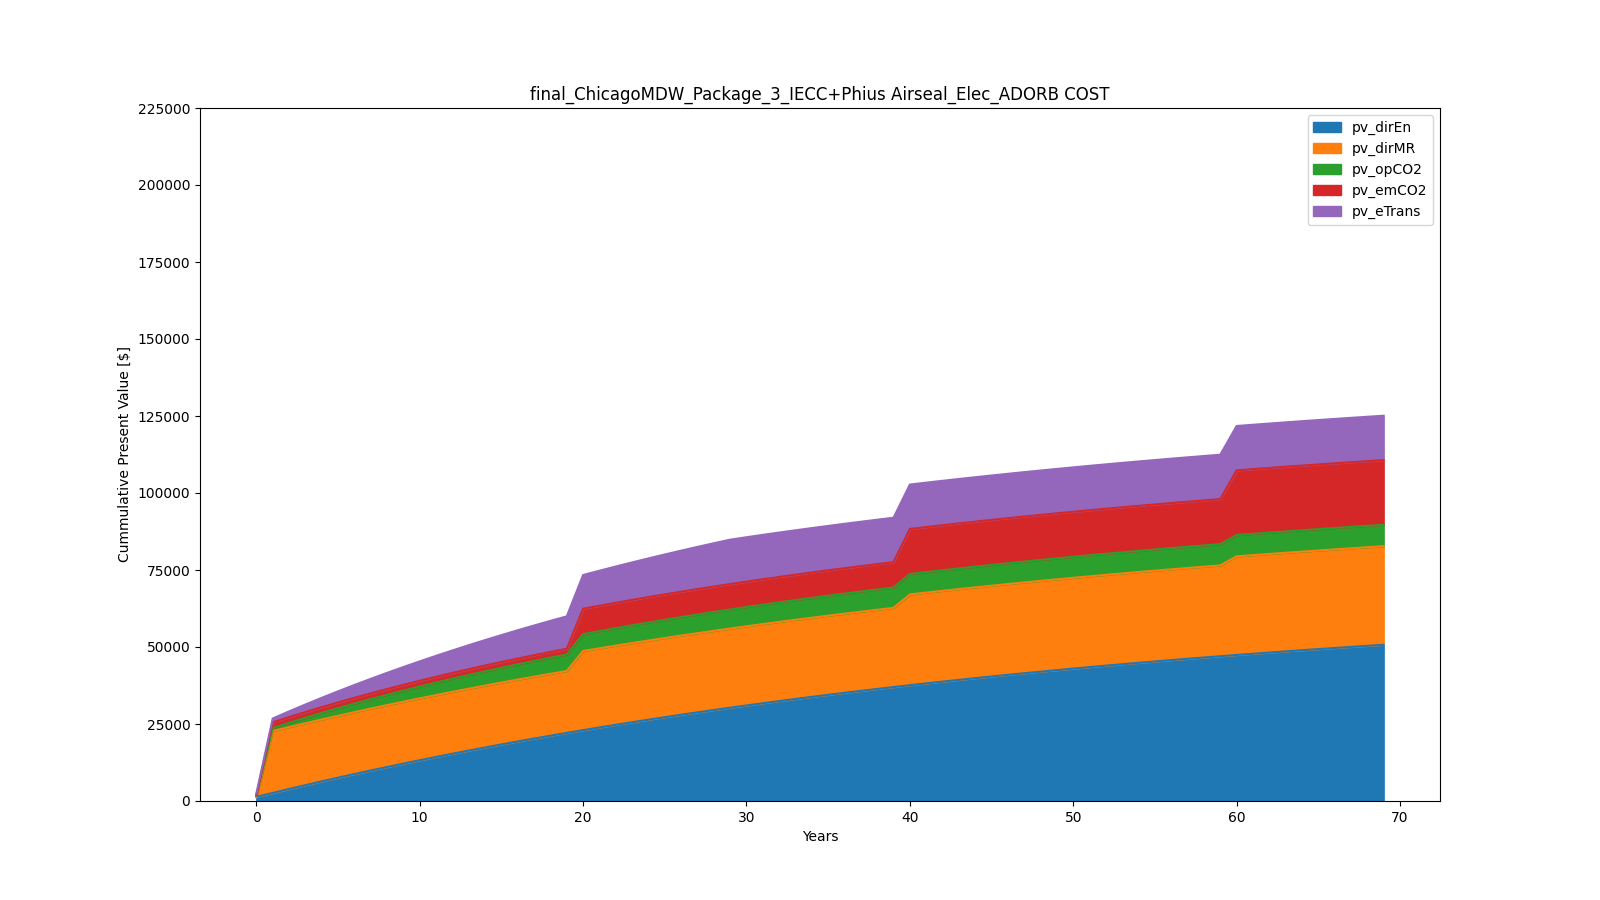 final_ChicagoMDW_Package_3_IECC+Phius Airseal_Elec_ADORB COST
225000
200000
175000
150000
125000
100000
75000
50000
25000
0
Cummulative Present Value [$]
pv_dirEn
pv_dirMR
pv_opCO2
pv_emCO2
pv_eTrans
0 10 20 30 40 50 60 70
Years